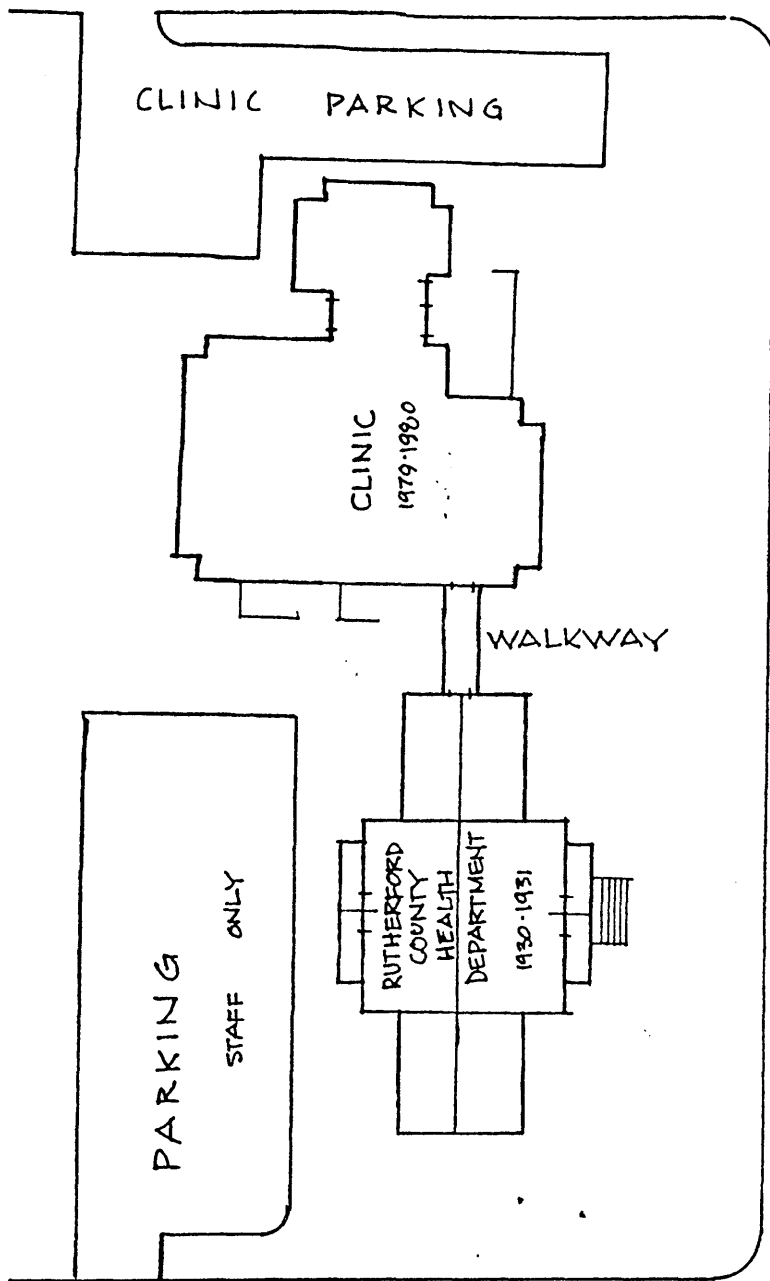 CLINIC PARKING
CLINIC
1979-1980
WALKWAY
RUTHERFORD
COUNTY
HEALTH
DEPARTMENT
1930-1931
PARKING
STAFF ONLY